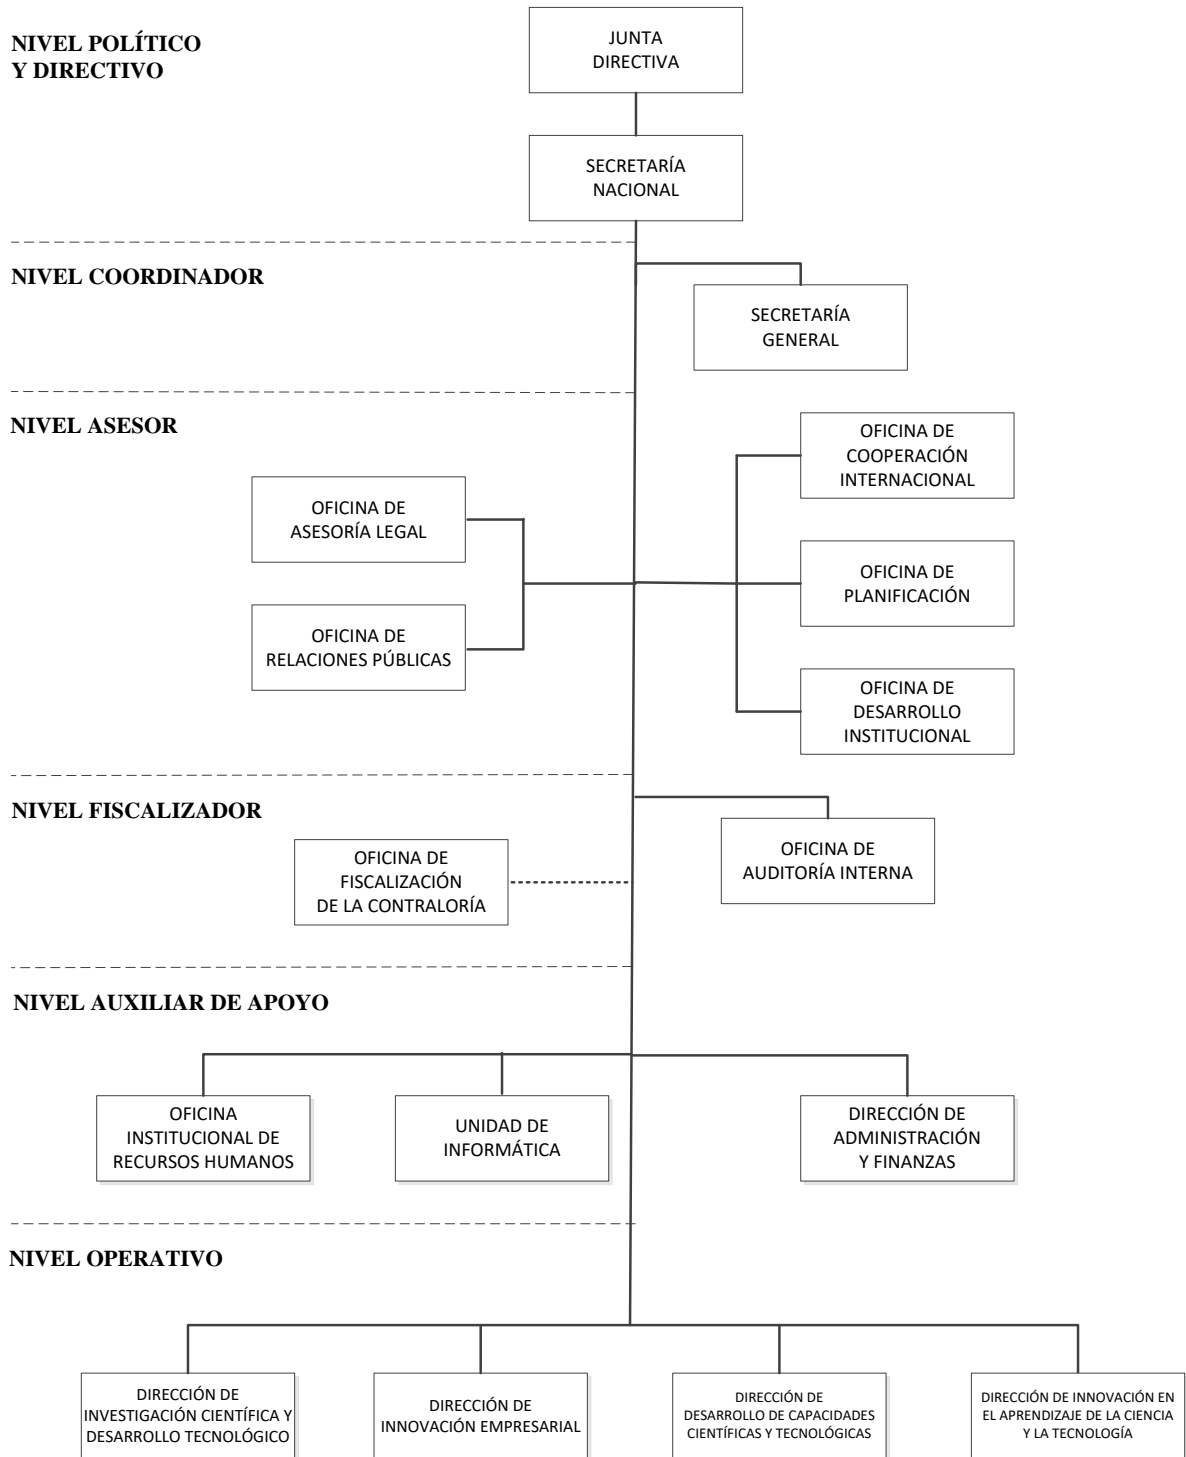 NIVEL POLÍTICO
Y DIRECTIVO
JUNTA
DIRECTIVA
SECRETARÍA
NACIONAL
NIVEL COORDINADOR
SECRETARÍA
GENERAL
NIVEL ASESOR
OFICINA DE
COOPERACIÓN
INTERNACIONAL
OFICINA DE
ASESORÍA LEGAL
OFICINA DE
PLANIFICACIÓN
OFICINA DE
RELACIONES PÚBLICAS
OFICINA DE
DESARROLLO
INSTITUCIONAL
NIVEL FISCALIZADOR
OFICINA DE
AUDITORÍA INTERNA
OFICINA DE
FISCALIZACIÓN
DE LA CONTRALORÍA
NIVEL AUXILIAR DE APOYO
OFICINA
INSTITUCIONAL DE
RECURSOS HUMANOS
UNIDAD DE
INFORMÁTICA
DIRECCIÓN DE
ADMINISTRACIÓN
Y FINANZAS
NIVEL OPERATIVO
DIRECCIÓN DE
INVESTIGACIÓN CIENTÍFICA Y
DESARROLLO TECNOLÓGICO
DIRECCIÓN DE
INNOVACIÓN EMPRESARIAL
DIRECCIÓN DE
DESARROLLO DE CAPACIDADES
CIENTÍFICAS Y TECNOLÓGICAS
DIRECCIÓN DE INNOVACIÓN EN
EL APRENDIZAJE DE LA CIENCIA
Y LA TECNOLOGÍA